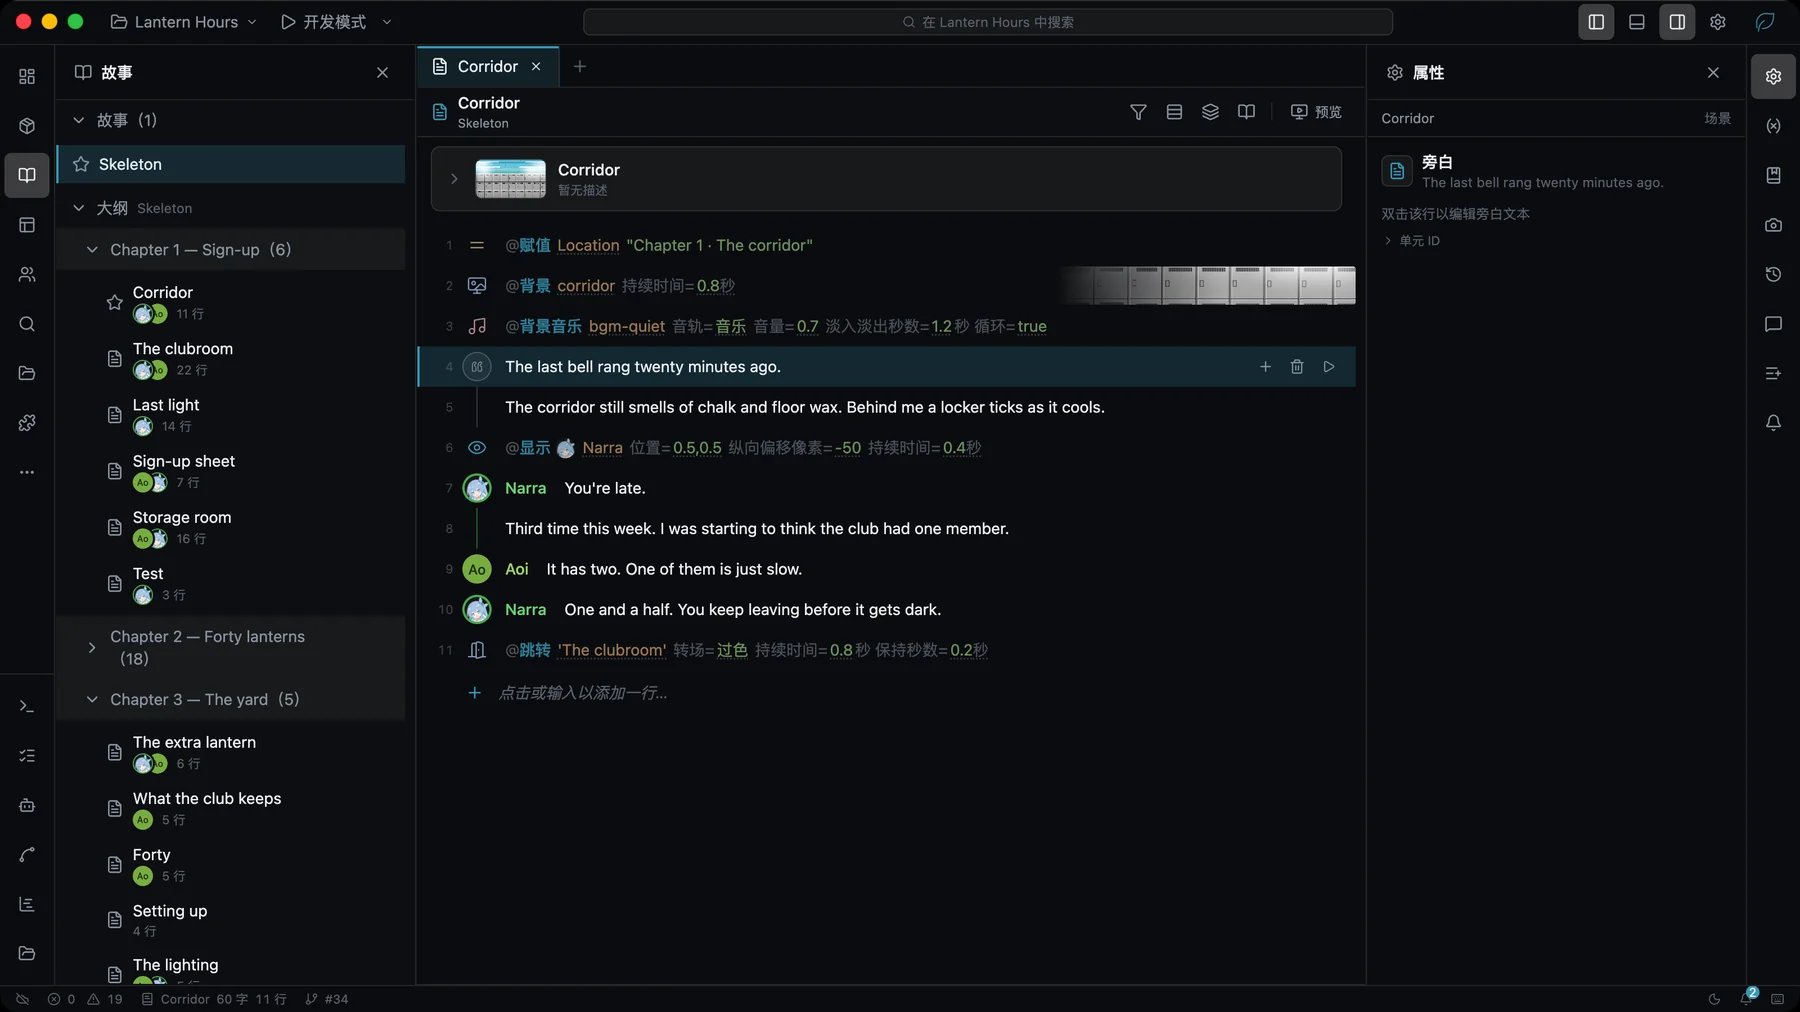 Lantern Hours
开发模式
在 Lantern Hours 中搜索
故事
故事 (1)
Skeleton
大纲 Skeleton
Chapter 1 — Sign-up (6)
Corridor
Ao 11 行
The clubroom
Ao 22 行
Last light
14 行
Sign-up sheet
Ao 7 行
Storage room
Ao 16 行
Test
3 行
Chapter 2 — Forty lanterns
(18)
Chapter 3 — The yard (5)
The extra lantern
Ao 6 行
What the club keeps
Ao 5 行
Forty
Ao 5 行
Setting up
4 行
The lighting
Corridor
Corridor
Skeleton
预览
Corridor
暂无描述
1 @赋值 Location "Chapter 1 · The corridor"
2 @背景 corridor 持续时间=0.8秒
3 @背景音乐 bgm-quiet 音轨=音乐 音量=0.7 淡入淡出秒数=1.2秒 循环=true
4 The last bell rang twenty minutes ago.
5 The corridor still smells of chalk and floor wax. Behind me a locker ticks as it cools.
6 @显示 Narra 位置=0.5,0.5 纵向偏移像素=-50 持续时间=0.4秒
7 Narra You're late.
8 Third time this week. I was starting to think the club had one member.
9 Ao Aoi It has two. One of them is just slow.
10 Narra One and a half. You keep leaving before it gets dark.
11 @跳转 'The clubroom' 转场=过色 持续时间=0.8秒 保持秒数=0.2秒
点击或输入以添加一行...
属性
Corridor 场景
旁白
The last bell rang twenty minutes ago.
双击该行以编辑旁白文本
单元 ID
0 19 Corridor 60 字 11 行 #34
2